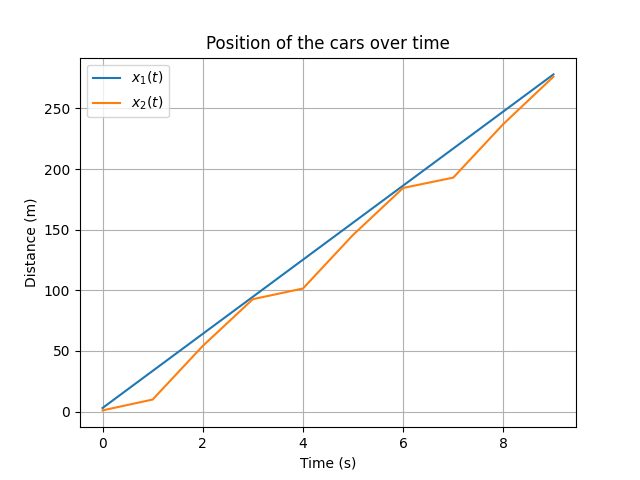 Position of the cars over time
x₁(t)
x₂(t)
Distance (m)
250
200
150
100
50
0
0 2 4 6 8
Time (s)